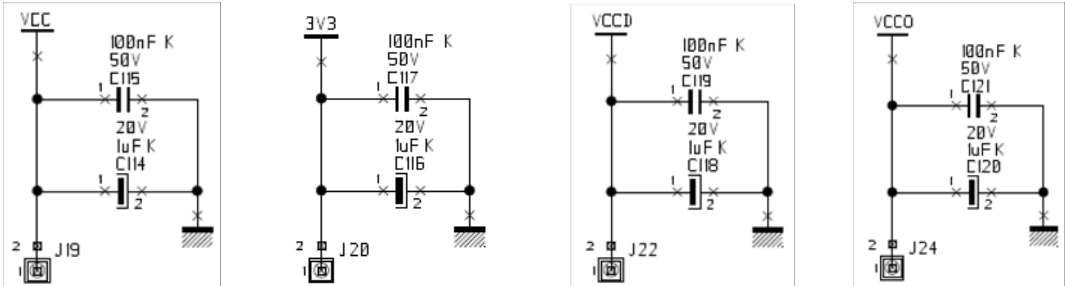 VCC
100nF K
50V
C115
1
2
20V
1uF K
C114
1
2
2
J19
1
3V3
100nF K
50V
C117
1
2
20V
1uF K
C116
1
2
2
J20
1
VCCD
100nF K
50V
C119
1
2
20V
1uF K
C118
1
2
2
J22
1
VCCO
100nF K
50V
C121
1
2
20V
1uF K
C120
1
2
2
J24
1